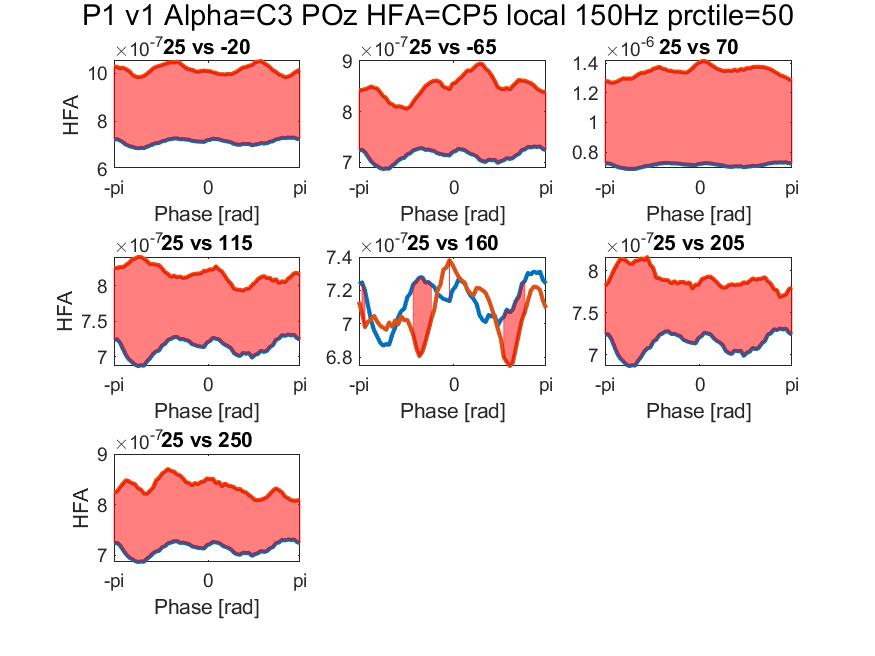 P1 v1 Alpha=C3 POz HFA=CP5 local 150Hz prctile=50
×10-7 25 vs -20
10
8
6
HFA
-pi 0 pi
Phase [rad]
×10-7 25 vs -65
9
8
7
-pi 0 pi
Phase [rad]
×10-6 25 vs 70
1.4
1.2
1
0.8
-pi 0 pi
Phase [rad]
×10-7 25 vs 115
8
7.5
7
HFA
-pi 0 pi
Phase [rad]
×10-7 25 vs 160
7.4
7.2
7
6.8
-pi 0 pi
Phase [rad]
×10-7 25 vs 205
8
7.5
7
-pi 0 pi
Phase [rad]
×10-7 25 vs 250
9
8
7
HFA
-pi 0 pi
Phase [rad]